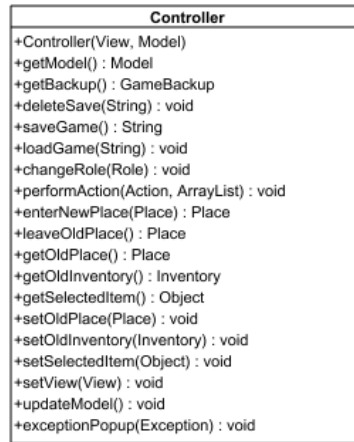 Controller
+Controller(View, Model)
+getModel() : Model
+getBackup() : GameBackup
+deleteSave(String) : void
+saveGame() : String
+loadGame(String) : void
+changeRole(Role) : void
+performAction(Action, ArrayList) : void
+enterNewPlace(Place) : Place
+leaveOldPlace() : Place
+getOldPlace() : Place
+getOldInventory() : Inventory
+getSelectedItem() : Object
+setOldPlace(Place) : void
+setOldInventory(Inventory) : void
+setSelectedItem(Object) : void
+setView(View) : void
+updateModel() : void
+exceptionPopup(Exception) : void